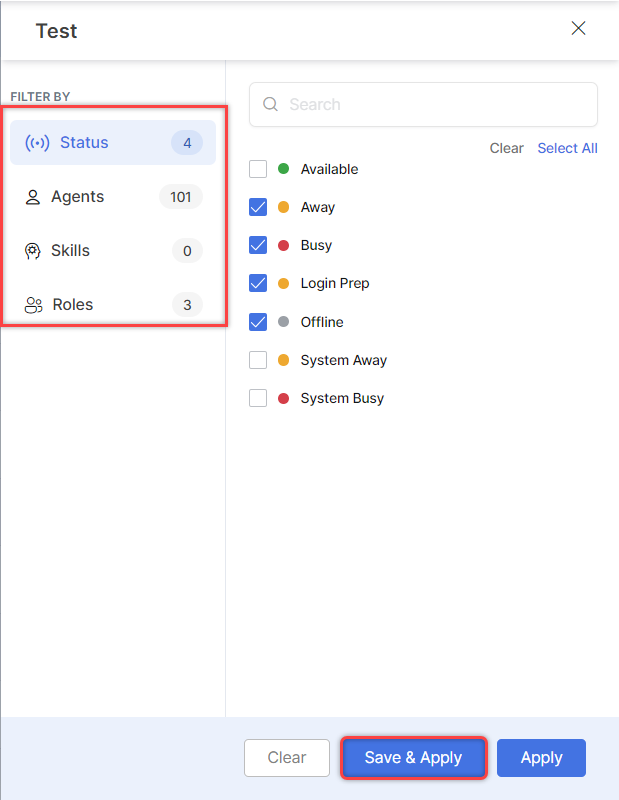 Test
FILTER BY
Status 4
Agents 101
Skills 0
Roles 3
Search
Clear Select All
Available
Away
Busy
Login Prep
Offline
System Away
System Busy
Clear Save & Apply Apply